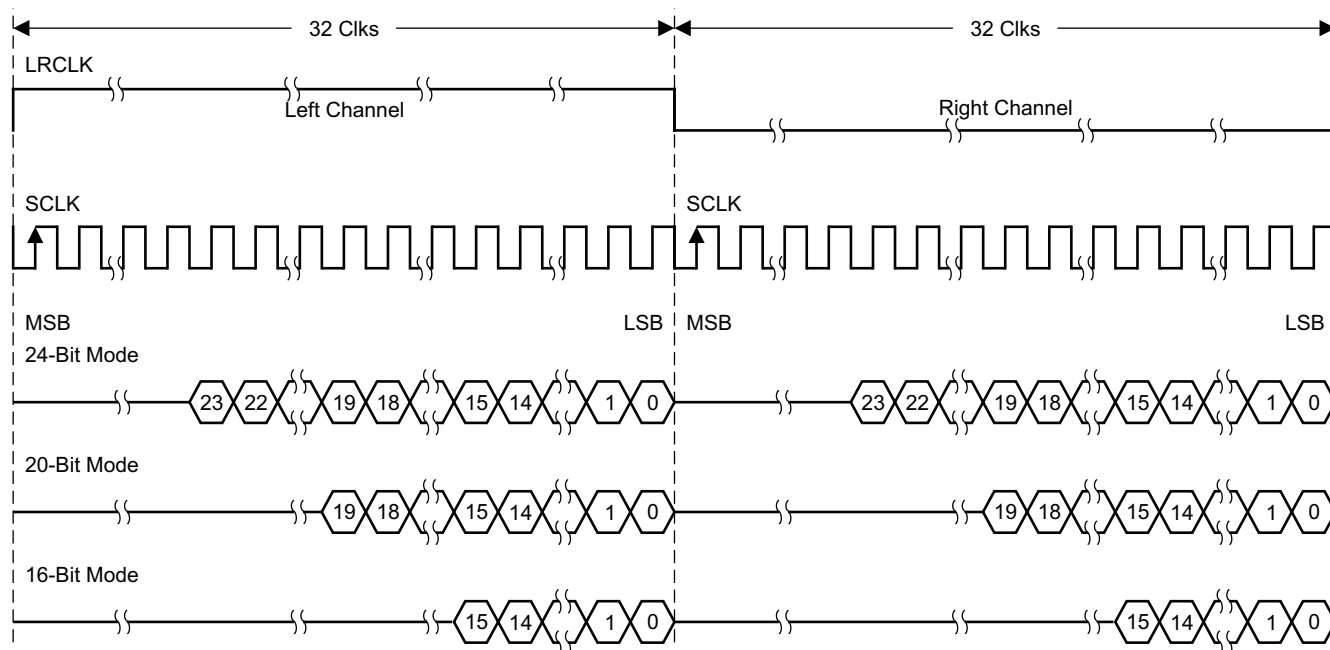 32 Clks 32 Clks
LRCLK
Left Channel Right Channel
SCLK SCLK
MSB LSB MSB LSB
24-Bit Mode
23 22 19 18 15 14 1 0 23 22 19 18 15 14 1 0
20-Bit Mode
19 18 15 14 1 0 19 18 15 14 1 0
16-Bit Mode
15 14 1 0 15 14 1 0